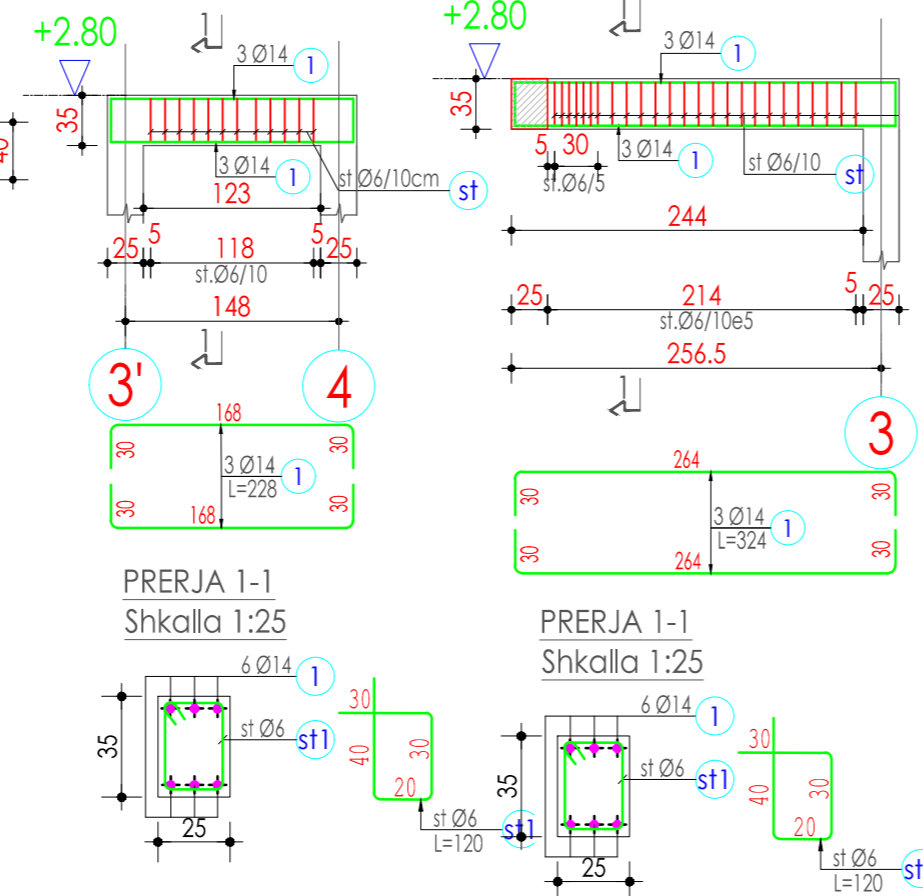 +2.80
1
3 Ø14 1
35
40
3 Ø14 1
st Ø6/10cm st
123
5 5
25 118 25
st.Ø6/10
148
1
3' 4
168
30 30
3 Ø14 1
L=228
30 30
168
PRERJA 1-1
Shkalla 1:25
6 Ø14 1
35
st Ø6 st1
25
30
40 30
20
st Ø6 st1
L=120
+2.80
1
3 Ø14 1
35
5 30
st.Ø6/5
3 Ø14 1
st Ø6/10 st
244
5
25 214 25
st.Ø6/10e5
256.5
1
3
264
30 30
3 Ø14 1
L=324
30 30
264
PRERJA 1-1
Shkalla 1:25
6 Ø14 1
35
st Ø6 st1
25
30
40 30
20
st Ø6 st
L=120